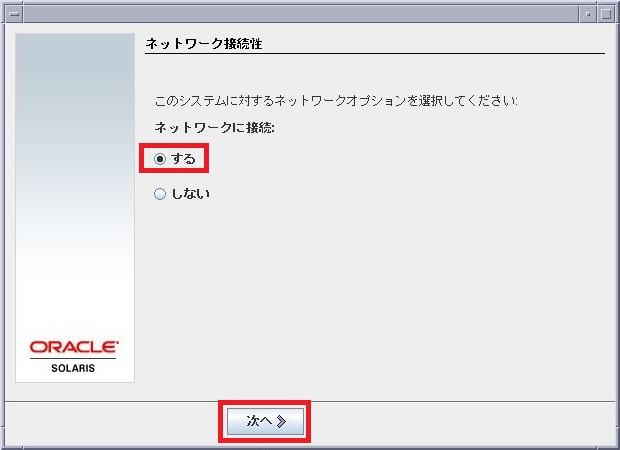 ネットワーク接続性
このシステムに対するネットワークオプションを選択してください:
ネットワークに接続:
する
しない
ORACLE
SOLARIS
次へ